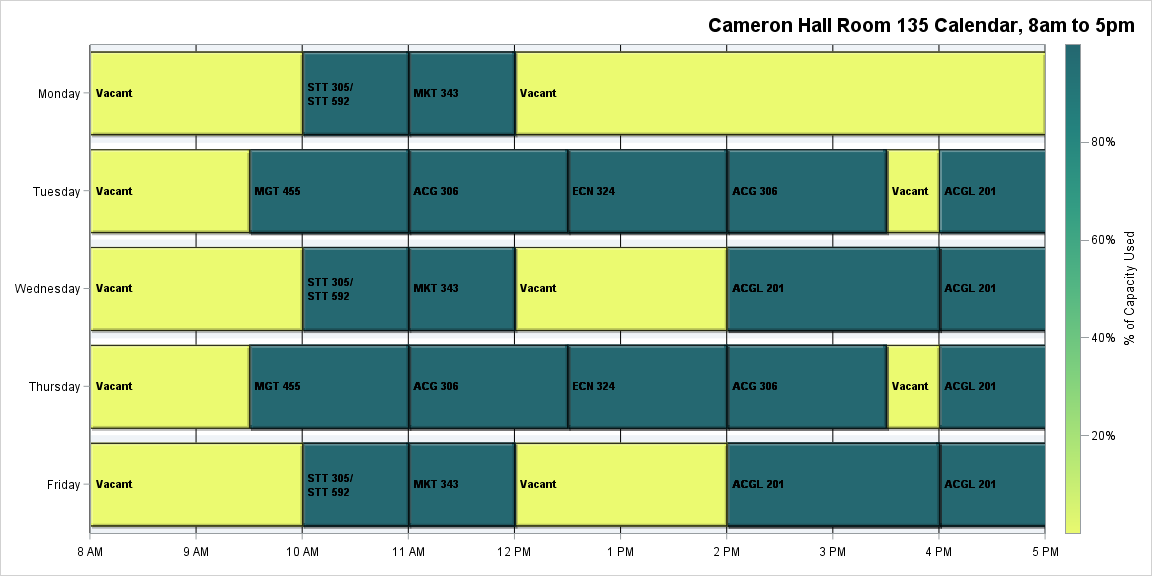 Cameron Hall Room 135 Calendar, 8am to 5pm
Monday
Vacant
STT 305/
STT 592
MKT 343
Vacant
Tuesday
Vacant
MGT 455
ACG 306
ECN 324
ACG 306
Vacant
ACGL 201
Wednesday
Vacant
STT 305/
STT 592
MKT 343
Vacant
ACGL 201
ACGL 201
Thursday
Vacant
MGT 455
ACG 306
ECN 324
ACG 306
Vacant
ACGL 201
Friday
Vacant
STT 305/
STT 592
MKT 343
Vacant
ACGL 201
ACGL 201
8 AM
9 AM
10 AM
11 AM
12 PM
1 PM
2 PM
3 PM
4 PM
5 PM
80%
60%
40%
20%
% of Capacity Used